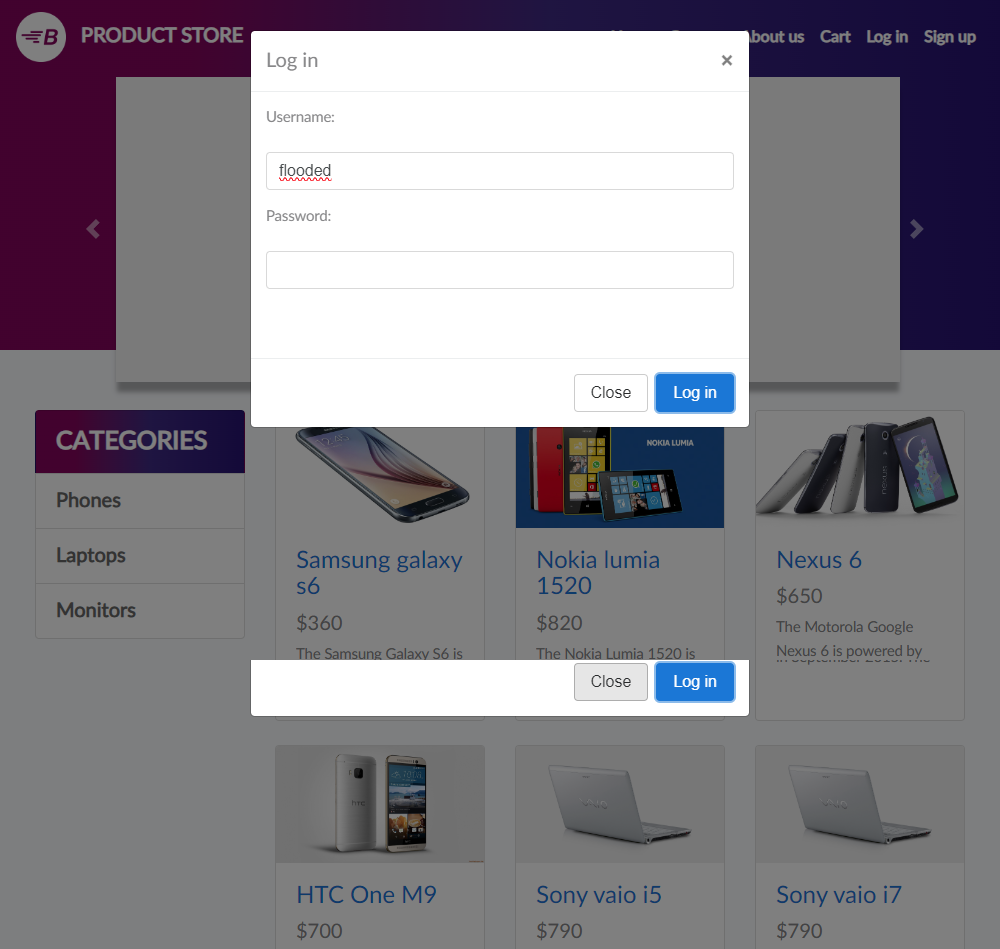 B PRODUCT STORE
About us Cart Log in Sign up
Log in ×
Username:
flooded
Password:
Close Log in
CATEGORIES
Phones
Laptops
Monitors
NOKIA LUMIA
Samsung galaxy
s6
$360
The Samsung Galaxy S6 is
Nokia lumia
1520
$820
The Nokia Lumia 1520 is
Nexus 6
$650
The Motorola Google
Nexus 6 is powered by
Close Log in
HTC One M9
$700
Sony vaio i5
$790
Sony vaio i7
$790